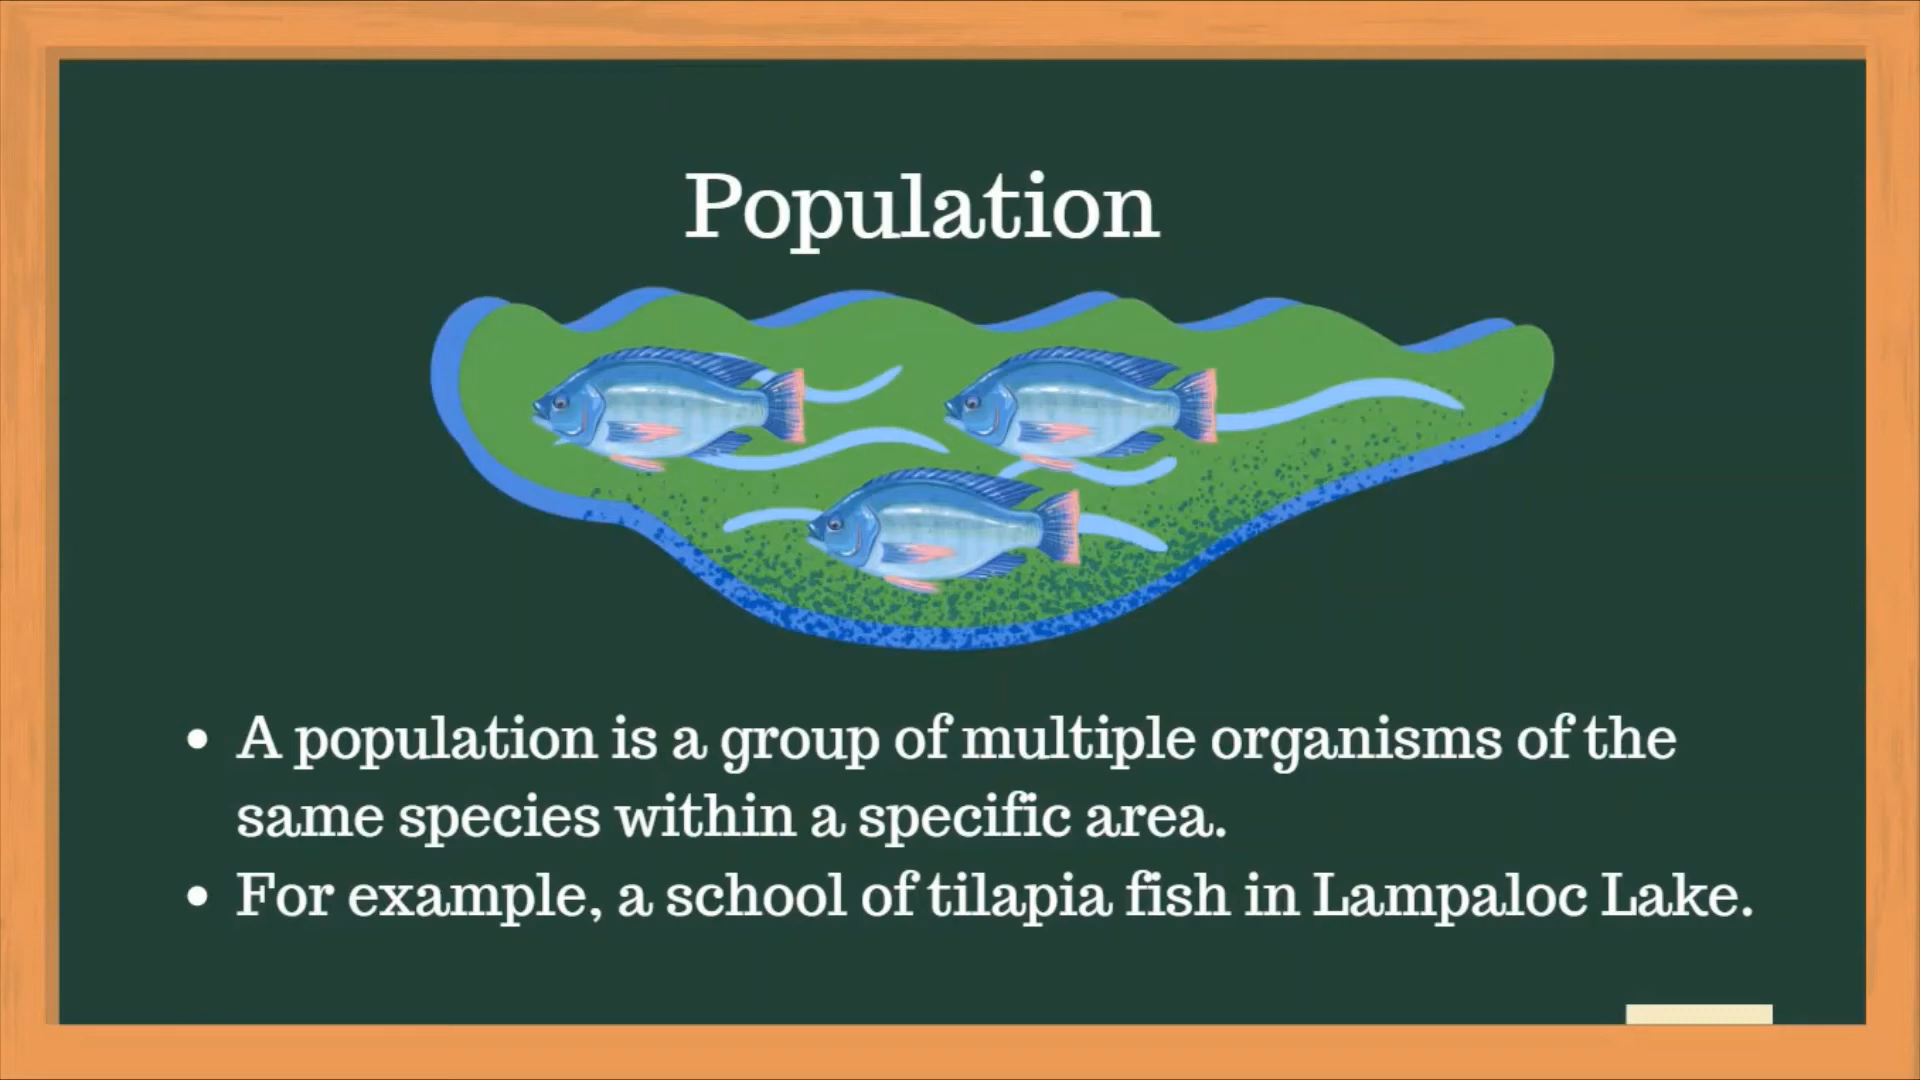 Population
• A population is a group of multiple organisms of the
same species within a specific area.
• For example, a school of tilapia fish in Lampaloc Lake.